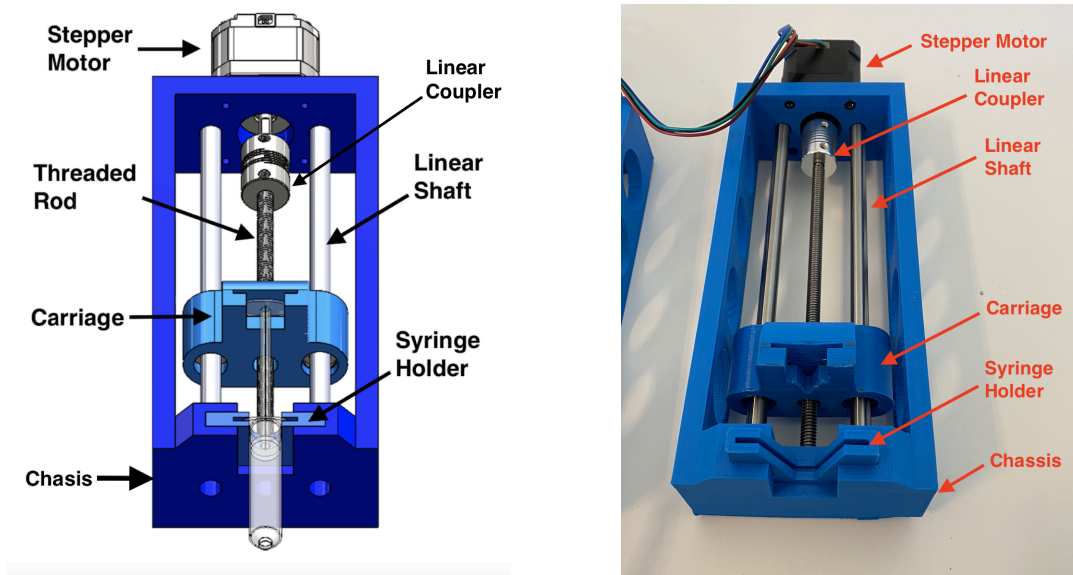 Stepper
Motor
Linear
Coupler
Threaded
Rod
Linear
Shaft
Carriage
Syringe
Holder
Chasis
Stepper Motor
Linear
Coupler
Linear
Shaft
Carriage
Syringe
Holder
Chassis